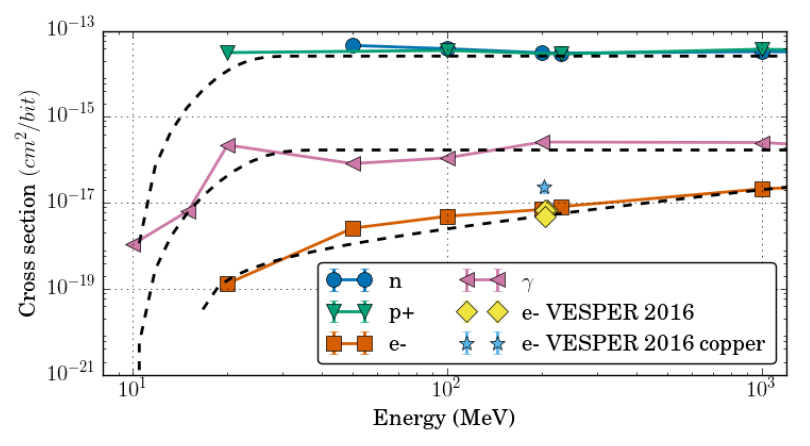 10^{-13}
10^{-15}
10^{-17}
10^{-19}
10^{-21}
Cross section (cm^2/bit)
n
p+
e-
γ
e- VESPER 2016
e- VESPER 2016 copper
10^1
10^2
10^3
Energy (MeV)